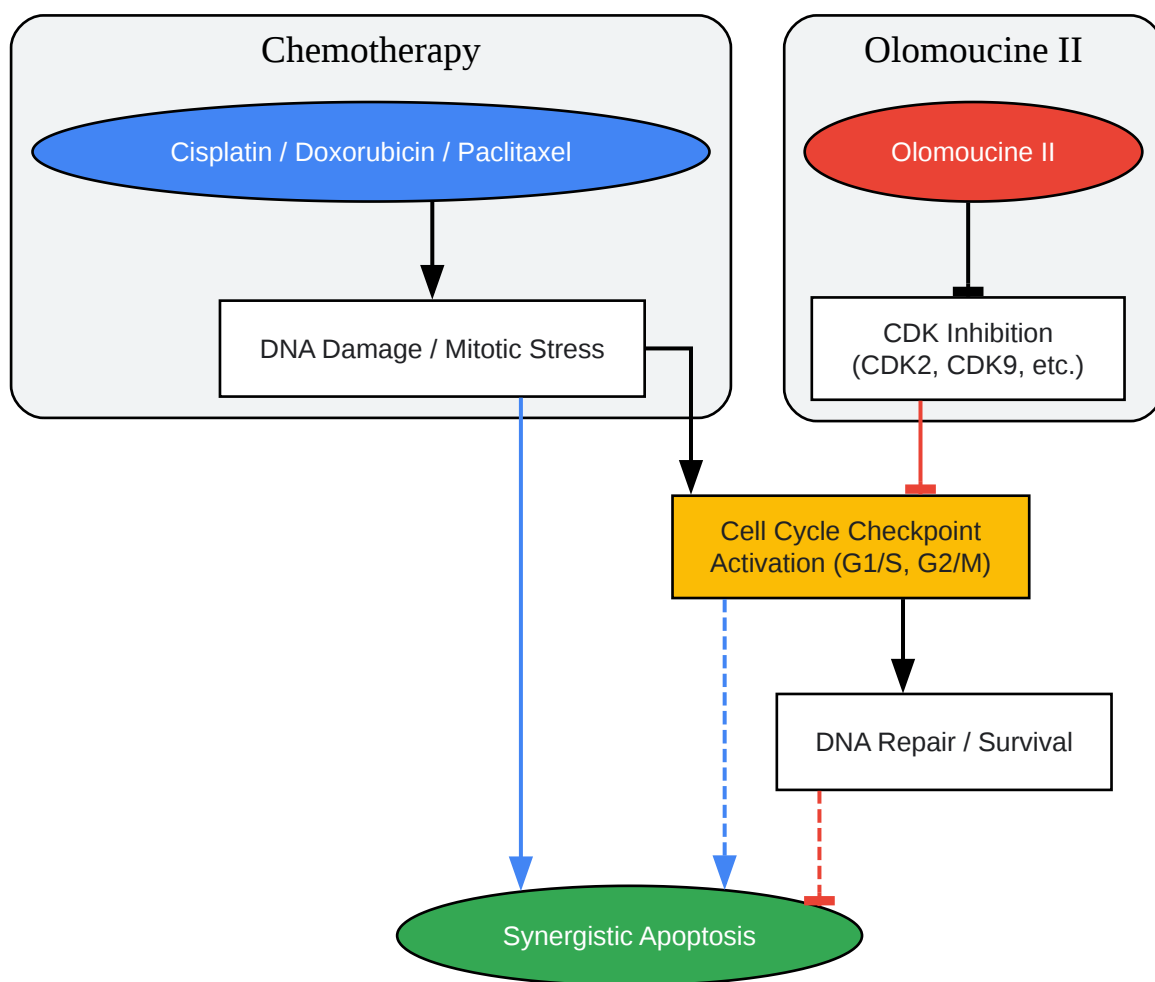 Chemotherapy
Olomoucine II
Cisplatin / Doxorubicin / Paclitaxel
Olomoucine II
DNA Damage / Mitotic Stress
CDK Inhibition
(CDK2, CDK9, etc.)
Cell Cycle Checkpoint
Activation (G1/S, G2/M)
DNA Repair / Survival
Synergistic Apoptosis